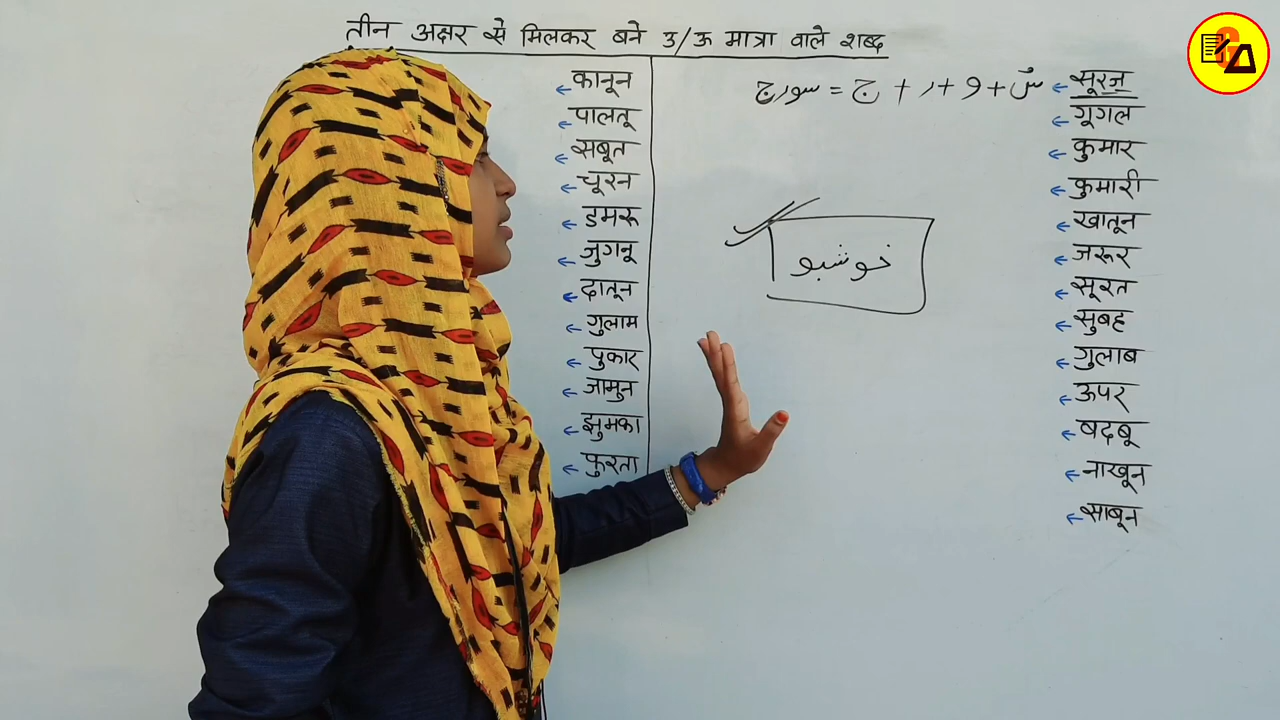 तीन अक्षर से मिलकर बने उ/ऊ मात्रा वाले शब्द
सूरज ← سُ + و + ر + ج = سورج
गूगल ←
कुमार ←
कुमारी ←
खातून ←
जरूर ←
सूरत ←
सुबह ←
गुलाब ←
ऊपर ←
बदबू ←
नाखून ←
साबून ←
خوشبو
कानून ←
पालतू ←
सबूत ←
चूरन ←
डमरू ←
जुगनू ←
दातून ←
गुलाम ←
पुकार ←
जामुन ←
झुमका ←
फुरता ←